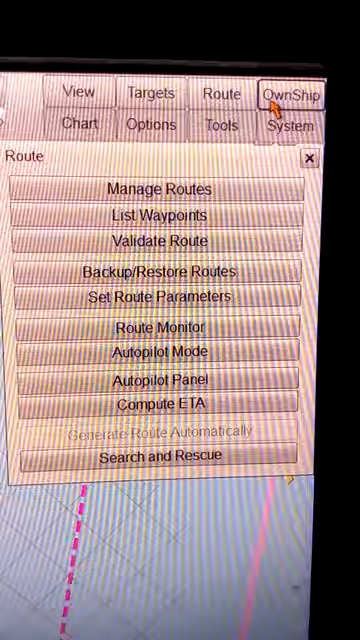 View Targets Route OwnShip
Chart Options Tools System
Route
Manage Routes
List Waypoints
Validate Route
Backup/Restore Routes
Set Route Parameters
Route Monitor
Autopilot Mode
Autopilot Panel
Compute ETA
Generate Route Automatically
Search and Rescue